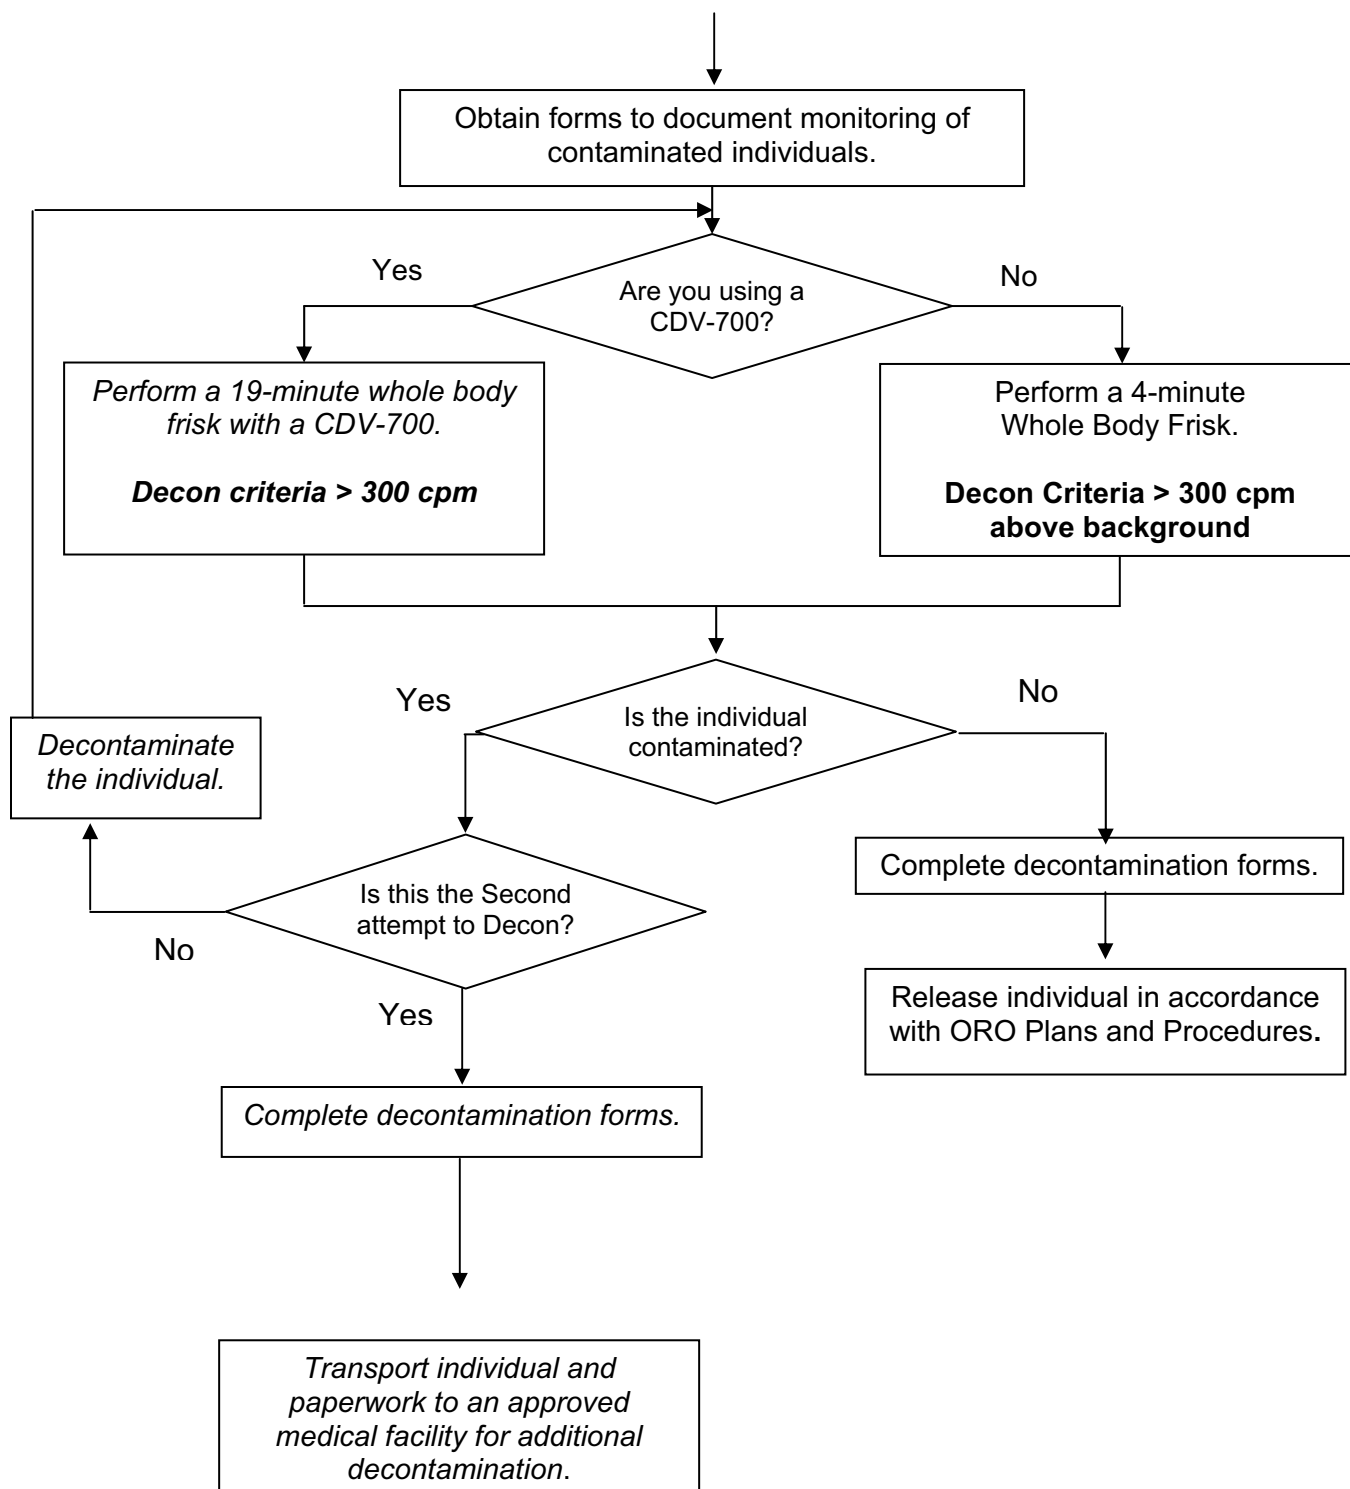 Obtain forms to document monitoring of
contaminated individuals.
Yes
No
Are you using a
CDV-700?
Perform a 19-minute whole body
frisk with a CDV-700.
Decon criteria > 300 cpm
Perform a 4-minute
Whole Body Frisk.
Decon Criteria > 300 cpm
above background
Yes
No
Is the individual
contaminated?
Decontaminate
the individual.
Is this the Second
attempt to Decon?
No
Yes
Complete decontamination forms.
Release individual in accordance
with ORO Plans and Procedures.
Complete decontamination forms.
Transport individual and
paperwork to an approved
medical facility for additional
decontamination.